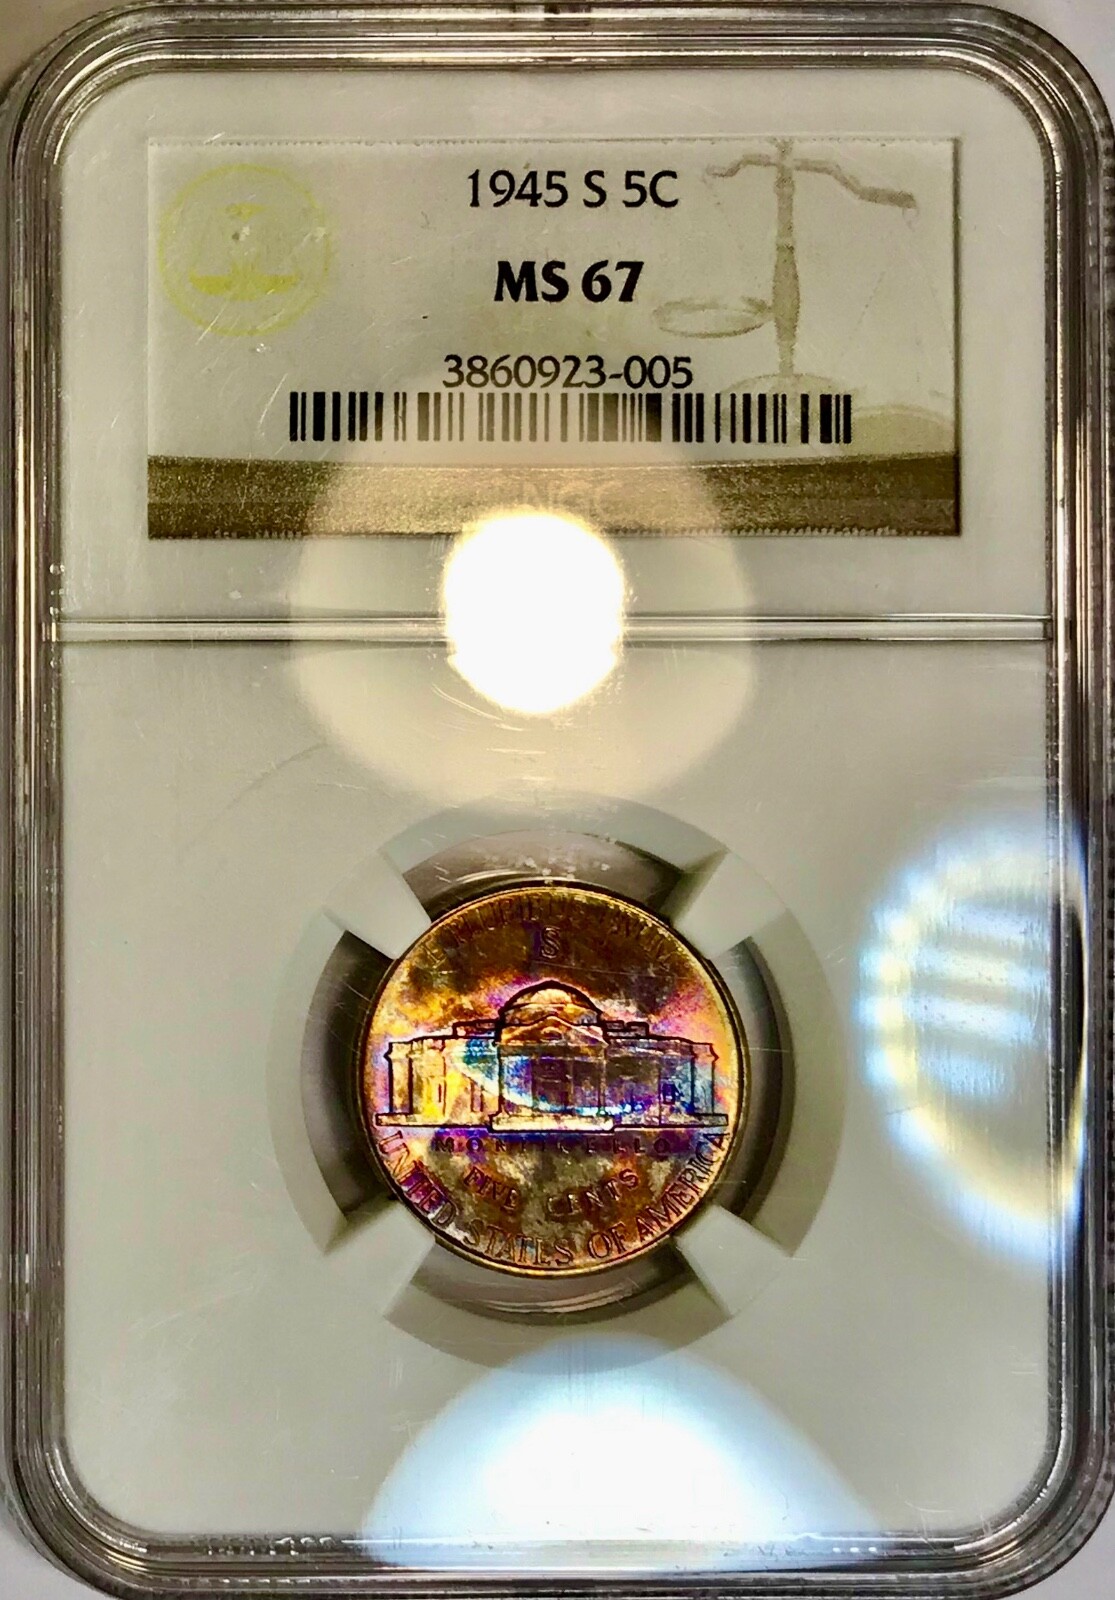 1945 S 5C
MS 67
3860923-005
NGC
E PLURIBUS UNUM
S
MONTICELLO
FIVE CENTS
UNITED STATES OF AMERICA